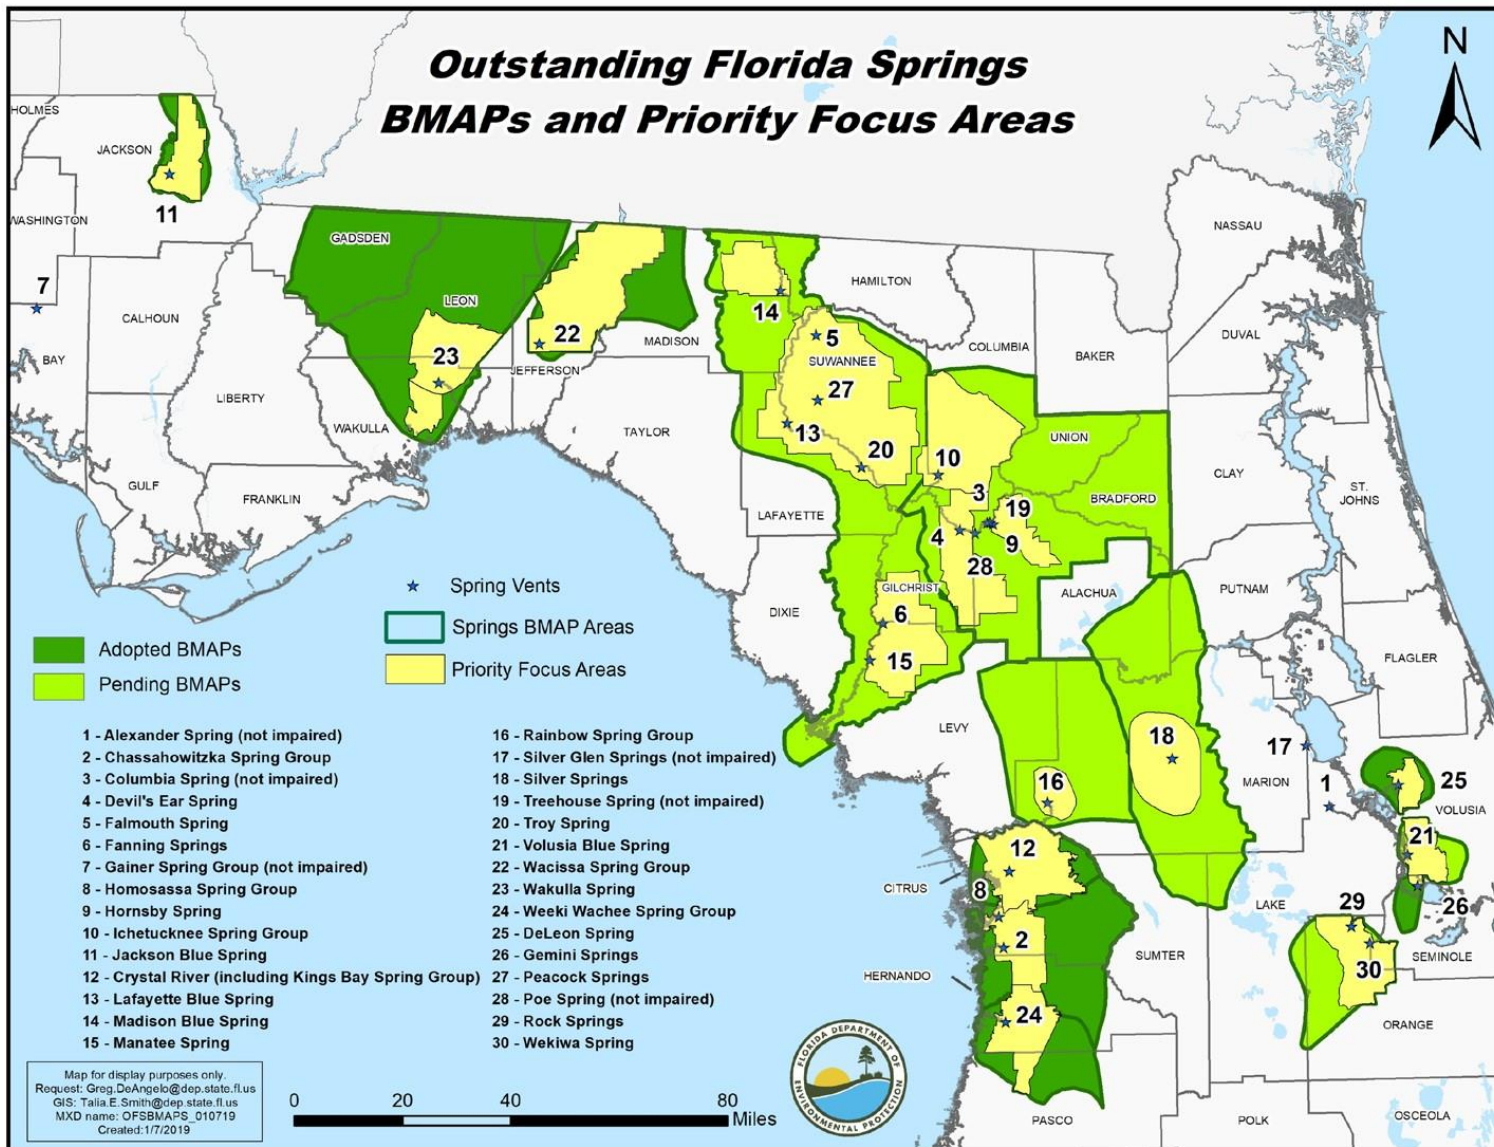 Outstanding Florida Springs
BMAPs and Priority Focus Areas
N
HOLMES
JACKSON
11
WASHINGTON
7
BAY
CALHOUN
GULF
LIBERTY
FRANKLIN
GADSDEN
LEON
23
WAKULLA
22
JEFFERSON
MADISON
TAYLOR
14
HAMILTON
5
SUWANNEE
27
13
20
LAFAYETTE
DIXIE
COLUMBIA
BAKER
NASSAU
DUVAL
UNION
10
3
19
4
9
28
BRADFORD
CLAY
ST.
JOHNS
GILCHRIST
6
15
ALACHUA
PUTNAM
FLAGLER
LEVY
16
18
17
MARION
1
25
VOLUSIA
21
26
12
CITRUS
8
2
HERNANDO
24
SUMTER
LAKE
29
30
SEMINOLE
ORANGE
PASCO
POLK
OSCEOLA
Spring Vents
Springs BMAP Areas
Priority Focus Areas
Adopted BMAPs
Pending BMAPs
1 - Alexander Spring (not impaired)
2 - Chassahowitzka Spring Group
3 - Columbia Spring (not impaired)
4 - Devil's Ear Spring
5 - Falmouth Spring
6 - Fanning Springs
7 - Gainer Spring Group (not impaired)
8 - Homosassa Spring Group
9 - Hornsby Spring
10 - Ichetucknee Spring Group
11 - Jackson Blue Spring
12 - Crystal River (including Kings Bay Spring Group)
13 - Lafayette Blue Spring
14 - Madison Blue Spring
15 - Manatee Spring
16 - Rainbow Spring Group
17 - Silver Glen Springs (not impaired)
18 - Silver Springs
19 - Treehouse Spring (not impaired)
20 - Troy Spring
21 - Volusia Blue Spring
22 - Wacissa Spring Group
23 - Wakulla Spring
24 - Weeki Wachee Spring Group
25 - DeLeon Spring
26 - Gemini Springs
27 - Peacock Springs
28 - Poe Spring (not impaired)
29 - Rock Springs
30 - Wekiwa Spring
Map for display purposes only.
Request: Greg.DeAngelo@dep.state.fl.us
GIS: Talia.E.Smith@dep.state.fl.us
MXD name: OFSBMAPS_010719
Created:1/7/2019
0 20 40 80
Miles
FLORIDA DEPARTMENT OF
ENVIRONMENTAL PROTECTION